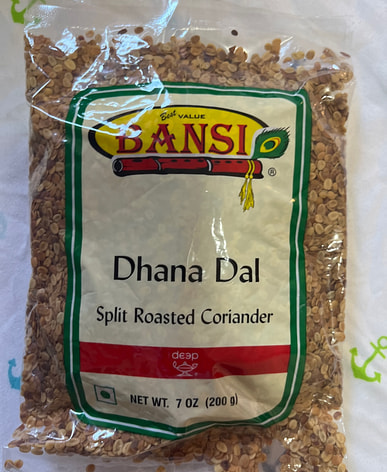 Best VALUE
BANSI
®
Dhana Dal
Split Roasted Coriander
deep
NET WT. 7 OZ (200 g)